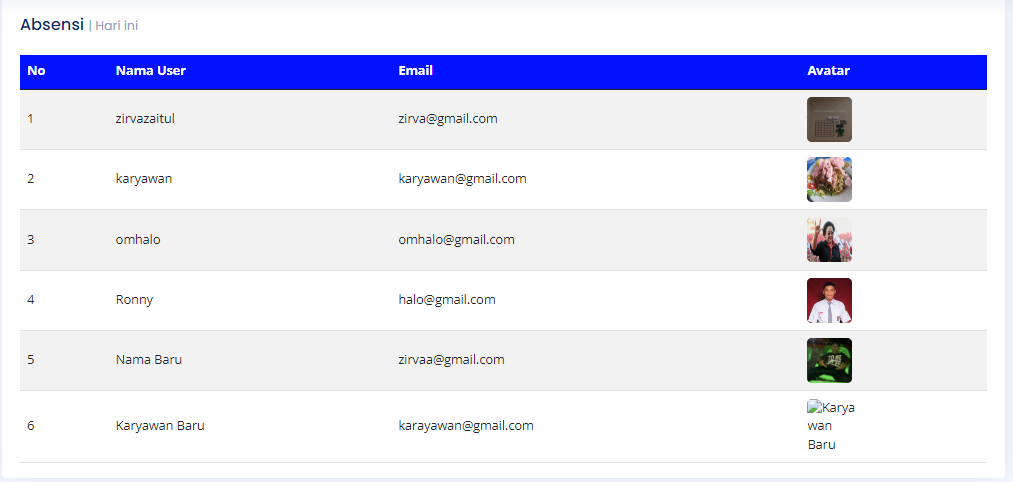 Absensi | Hari ini
No Nama User Email Avatar
1 zirvazaitul zirva@gmail.com
2 karyawan karyawan@gmail.com
3 omhalo omhalo@gmail.com
4 Ronny halo@gmail.com
5 Nama Baru zirvaa@gmail.com
6 Karyawan Baru karayawan@gmail.com Karya
wan
Baru